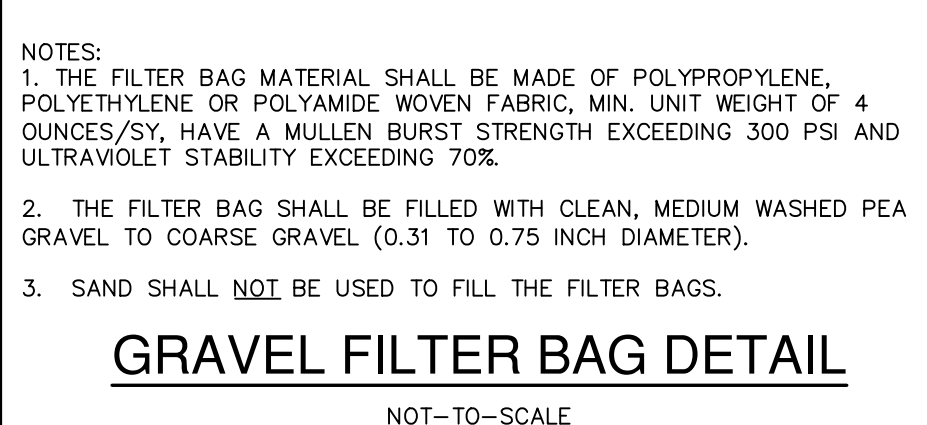 NOTES:
1. THE FILTER BAG MATERIAL SHALL BE MADE OF POLYPROPYLENE,
POLYETHYLENE OR POLYAMIDE WOVEN FABRIC, MIN. UNIT WEIGHT OF 4
OUNCES/SY, HAVE A MULLEN BURST STRENGTH EXCEEDING 300 PSI AND
ULTRAVIOLET STABILITY EXCEEDING 70%.
2. THE FILTER BAG SHALL BE FILLED WITH CLEAN, MEDIUM WASHED PEA
GRAVEL TO COARSE GRAVEL (0.31 TO 0.75 INCH DIAMETER).
3. SAND SHALL NOT BE USED TO FILL THE FILTER BAGS.
GRAVEL FILTER BAG DETAIL
NOT-TO-SCALE